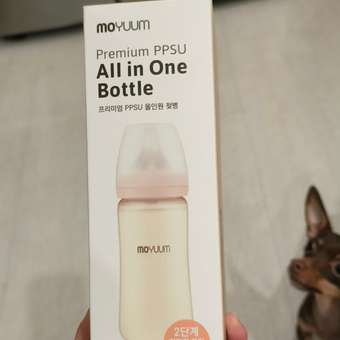 moyuum
Premium PPSU
All in One
Bottle
프리미엄 PPSU 올인원 젖병
moyuum
2단계